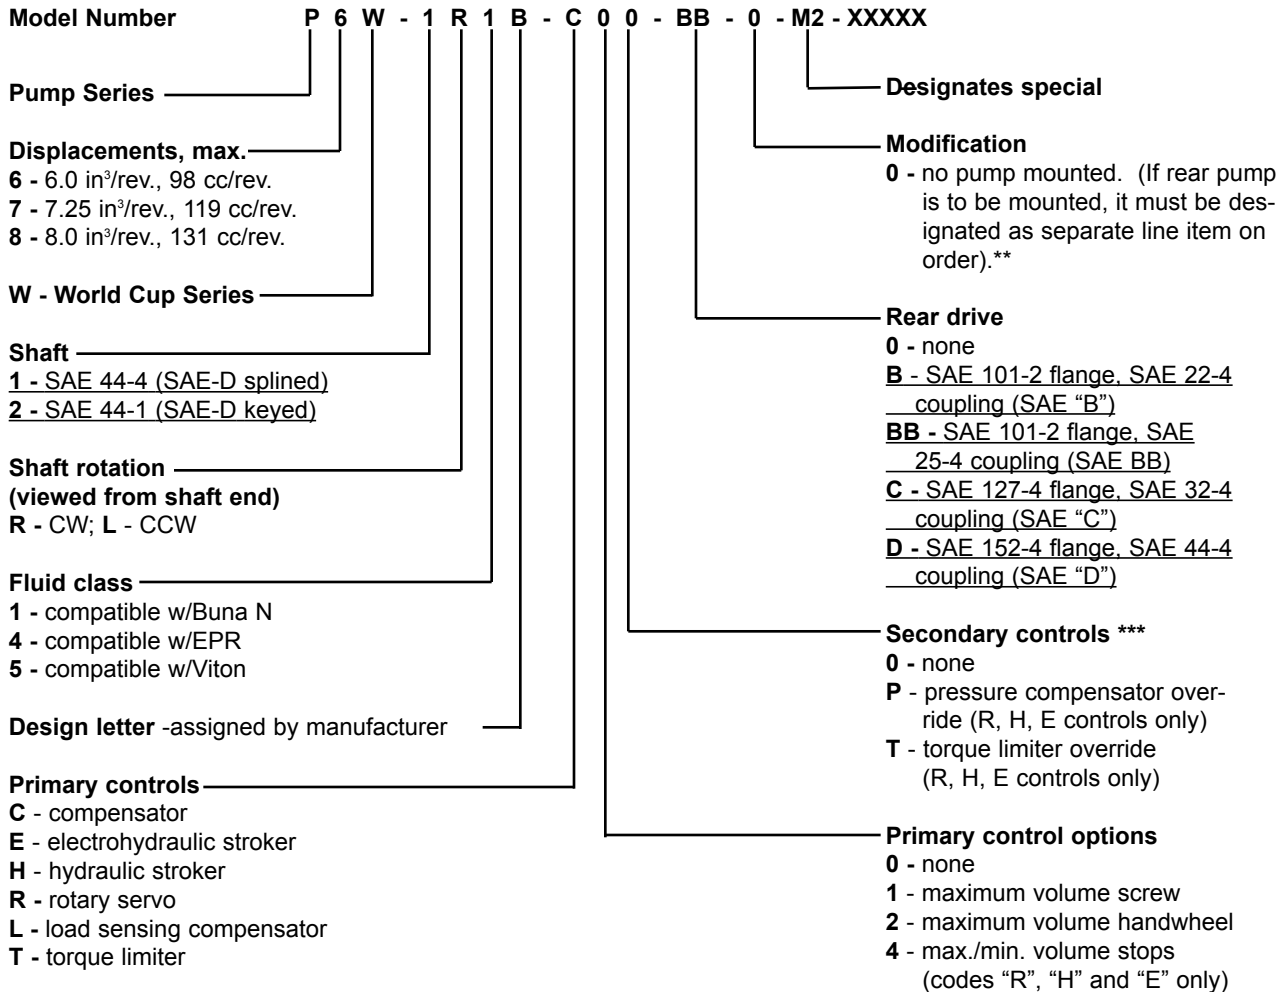 Model Number P 6 W - 1 R 1 B - C 0 0 - BB - 0 - M2 - XXXXX
Pump Series
Displacements, max.
6 - 6.0 in³/rev., 98 cc/rev.
7 - 7.25 in³/rev., 119 cc/rev.
8 - 8.0 in³/rev., 131 cc/rev.
W - World Cup Series
Shaft
1 - SAE 44-4 (SAE-D splined)
2 - SAE 44-1 (SAE-D keyed)
Shaft rotation
(viewed from shaft end)
R - CW; L - CCW
Fluid class
1 - compatible w/Buna N
4 - compatible w/EPR
5 - compatible w/Viton
Design letter -assigned by manufacturer
Primary controls
C - compensator
E - electrohydraulic stroker
H - hydraulic stroker
R - rotary servo
L - load sensing compensator
T - torque limiter
Designates special
Modification
0 - no pump mounted. (If rear pump
is to be mounted, it must be des-
ignated as separate line item on
order).**
Rear drive
0 - none
B - SAE 101-2 flange, SAE 22-4
coupling (SAE “B”)
BB - SAE 101-2 flange, SAE
25-4 coupling (SAE BB)
C - SAE 127-4 flange, SAE 32-4
coupling (SAE “C”)
D - SAE 152-4 flange, SAE 44-4
coupling (SAE “D”)
Secondary controls ***
0 - none
P - pressure compensator over-
ride (R, H, E controls only)
T - torque limiter override
(R, H, E controls only)
Primary control options
0 - none
1 - maximum volume screw
2 - maximum volume handwheel
4 - max./min. volume stops
(codes “R”, “H” and “E” only)